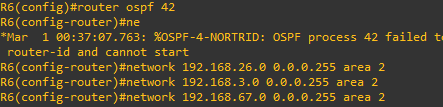 R6(config)#router ospf 42
R6(config-router)#ne
*Mar  1 00:37:07.763: %OSPF-4-NORTRID: OSPF process 42 failed to
router-id and cannot start
R6(config-router)#network 192.168.26.0 0.0.0.255 area 2
R6(config-router)#network 192.168.3.0 0.0.0.255 area 2
R6(config-router)#network 192.168.67.0 0.0.0.255 area 2